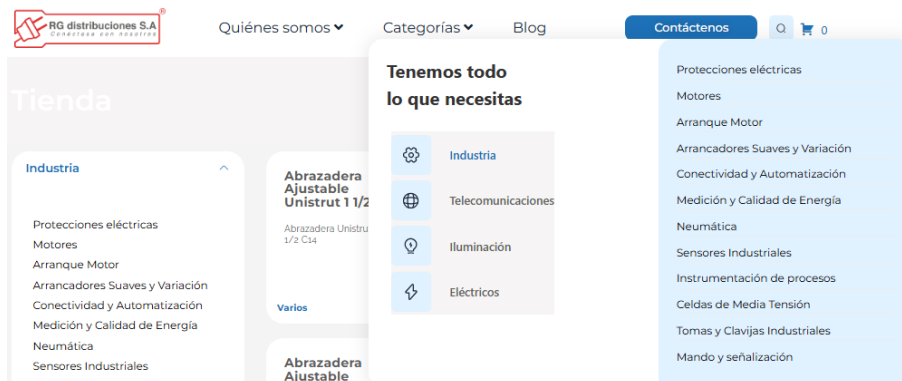 RG distribuciones S.A
Conéctese con nosotros
Quiénes somos
Categorías
Blog
Contáctenos
0
Tienda
Industria
Protecciones eléctricas
Motores
Arranque Motor
Arrancadores Suaves y Variación
Conectividad y Automatización
Medición y Calidad de Energía
Neumática
Sensores Industriales
Abrazadera
Ajustable
Unistrut 1 1/2
Abrazadera Unistru
1/2 C14
Varios
Abrazadera
Ajustable
Tenemos todo
lo que necesitas
Industria
Telecomunicaciones
Iluminación
Eléctricos
Protecciones eléctricas
Motores
Arranque Motor
Arrancadores Suaves y Variación
Conectividad y Automatización
Medición y Calidad de Energía
Neumática
Sensores Industriales
Instrumentación de procesos
Celdas de Media Tensión
Tomas y Clavijas Industriales
Mando y señalización